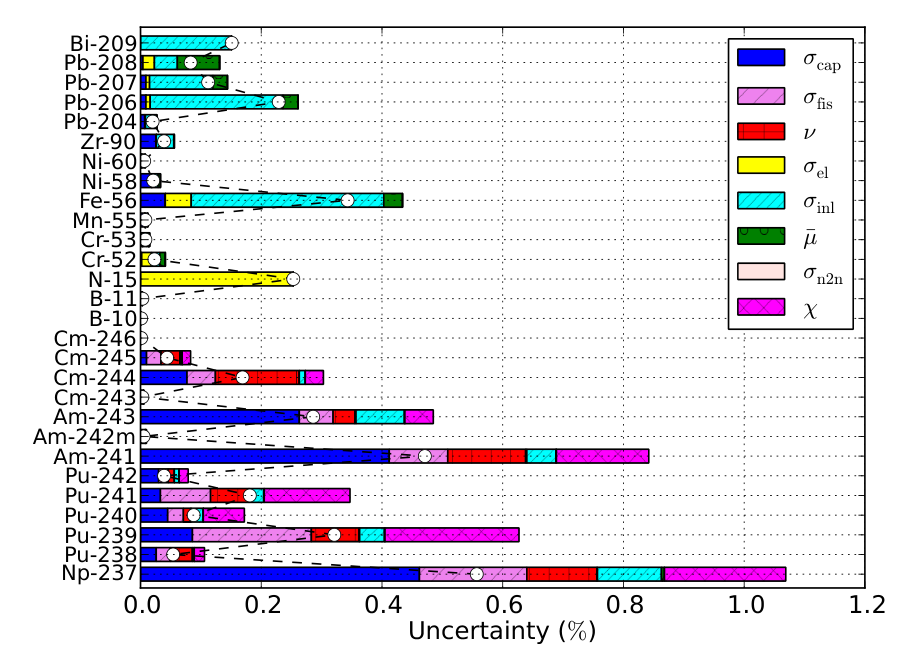 Bi-209
Pb-208
Pb-207
Pb-206
Pb-204
Zr-90
Ni-60
Ni-58
Fe-56
Mn-55
Cr-53
Cr-52
N-15
B-11
B-10
Cm-246
Cm-245
Cm-244
Cm-243
Am-243
Am-242m
Am-241
Pu-242
Pu-241
Pu-240
Pu-239
Pu-238
Np-237
σcap
σfis
ν
σel
σinl
μ̄
σn2n
χ
0.0 0.2 0.4 0.6 0.8 1.0 1.2
Uncertainty (%)